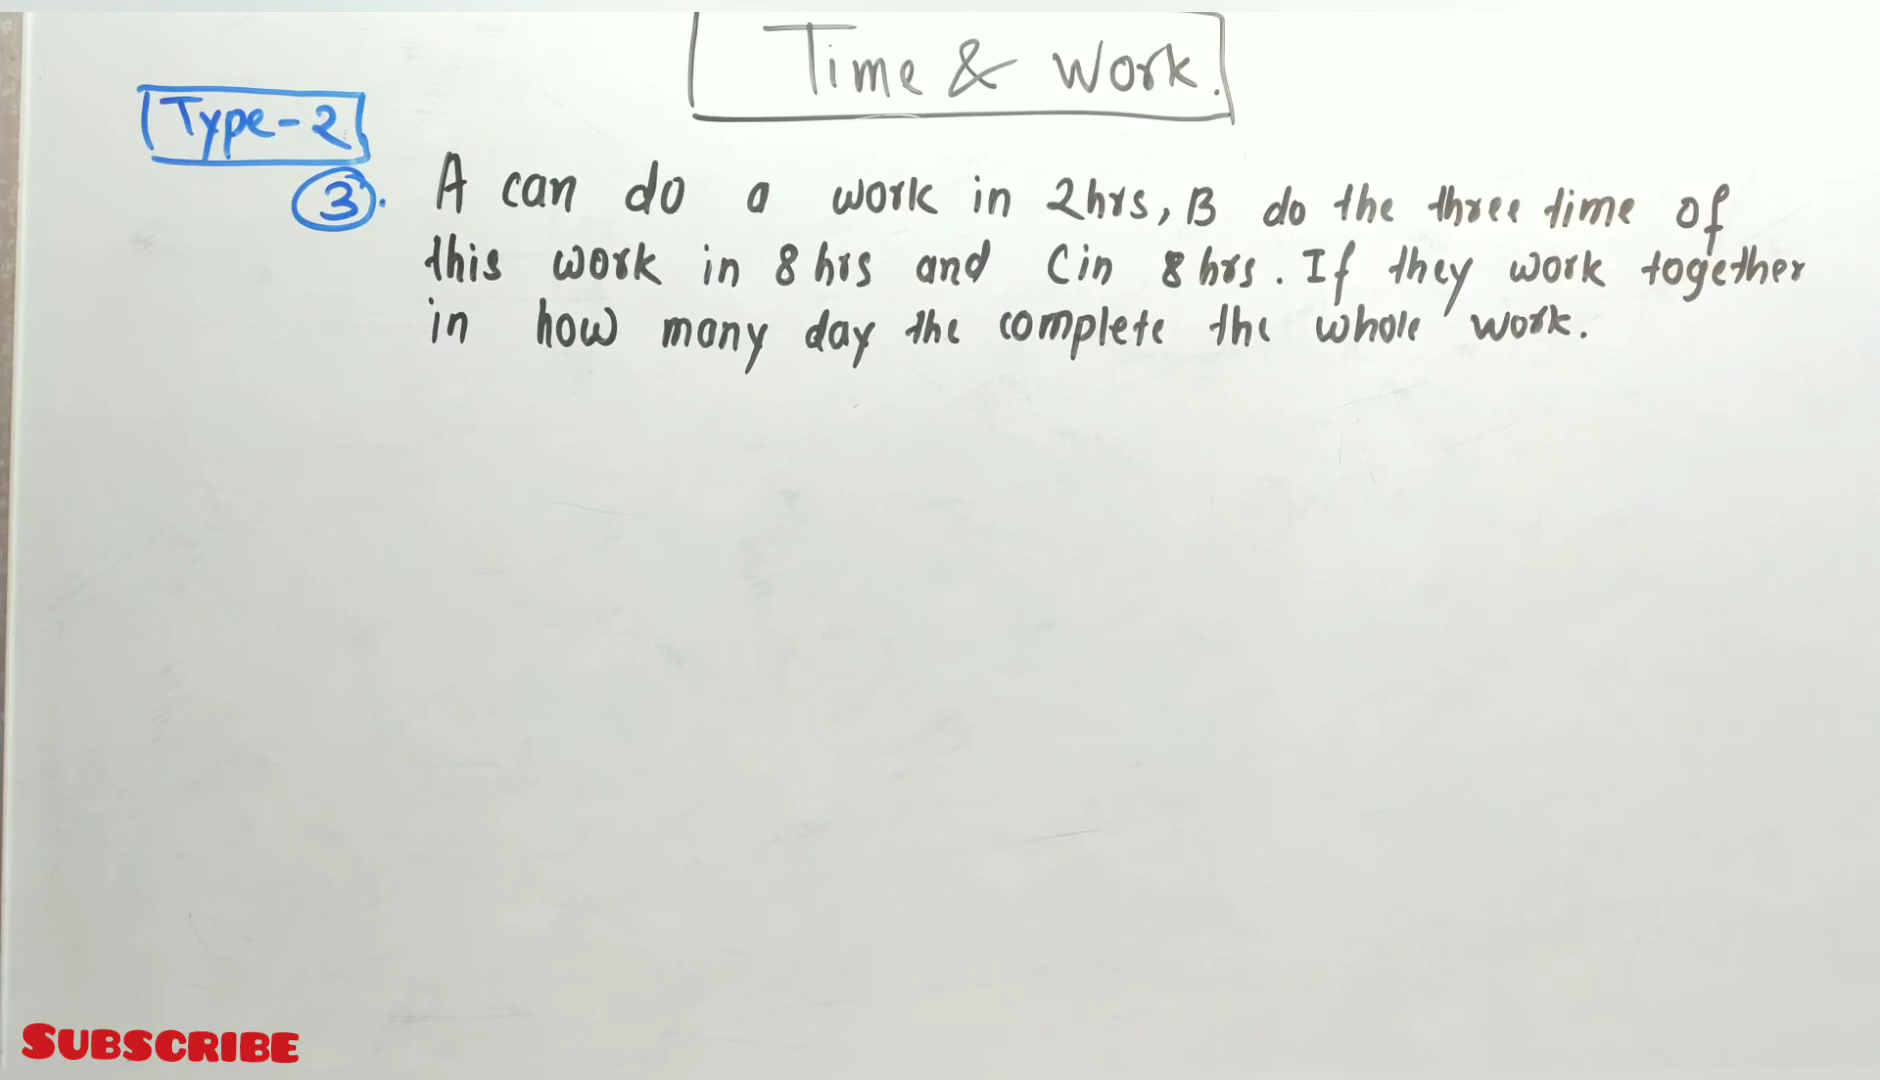 Time & Work.
Type-2
3. A can do a work in 2hrs, B do the three time of
this work in 8 hrs and C in 8 hrs. If they work together
in how many day the complete the whole work.
SUBSCRIBE